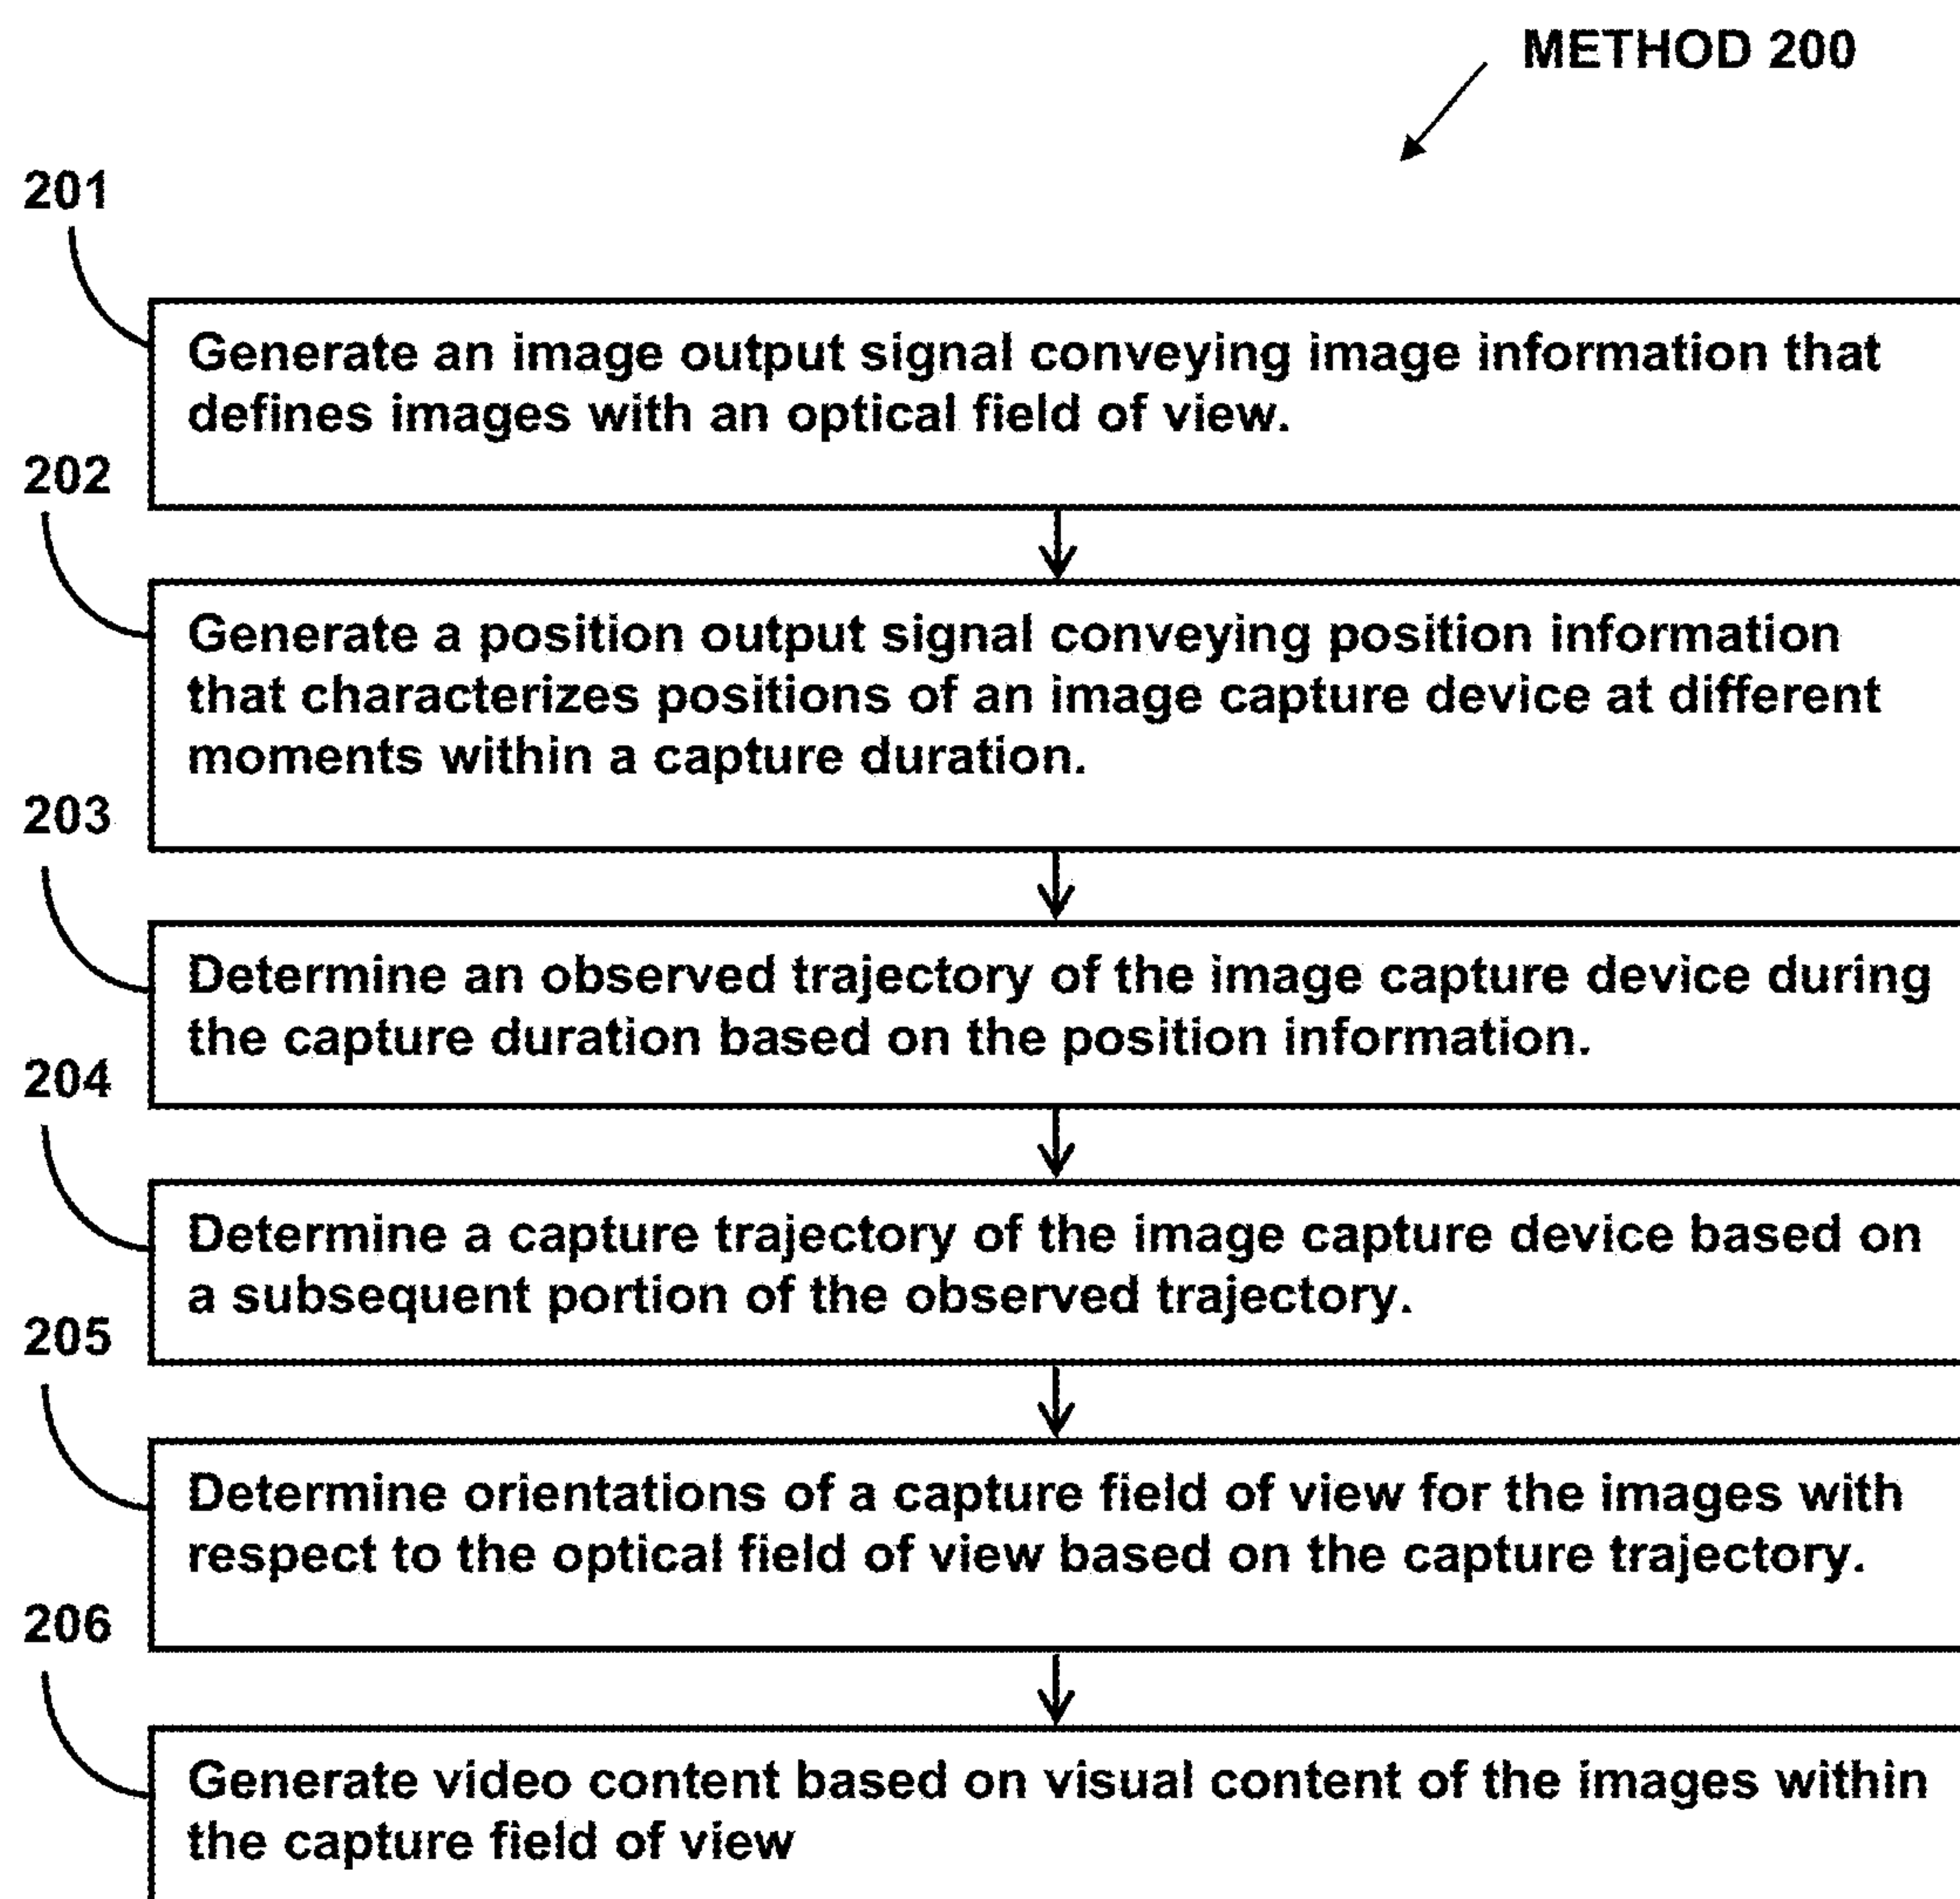 METHOD 200
201
Generate an image output signal conveying image information that
defines images with an optical field of view.
202
Generate a position output signal conveying position information
that characterizes positions of an image capture device at different
moments within a capture duration.
203
Determine an observed trajectory of the image capture device during
the capture duration based on the position information.
204
Determine a capture trajectory of the image capture device based on
a subsequent portion of the observed trajectory.
205
Determine orientations of a capture field of view for the images with
respect to the optical field of view based on the capture trajectory.
206
Generate video content based on visual content of the images within
the capture field of view